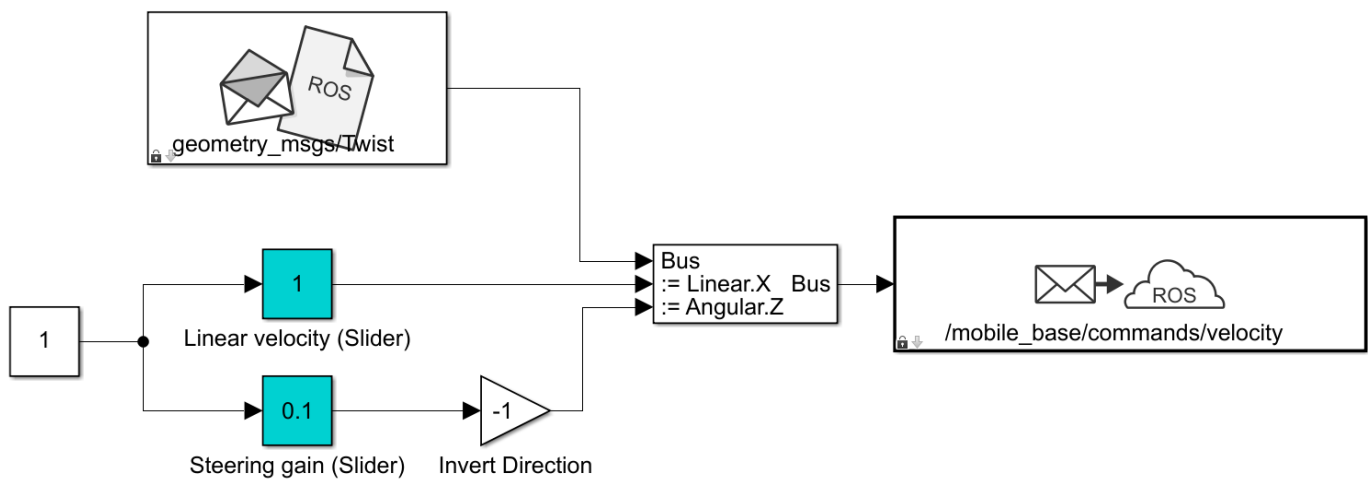 ROS
geometry_msgs/Twist
Bus
:= Linear.X Bus
:= Angular.Z
ROS
/mobile_base/commands/velocity
1
1
Linear velocity (Slider)
0.1
Steering gain (Slider)
-1
Invert Direction